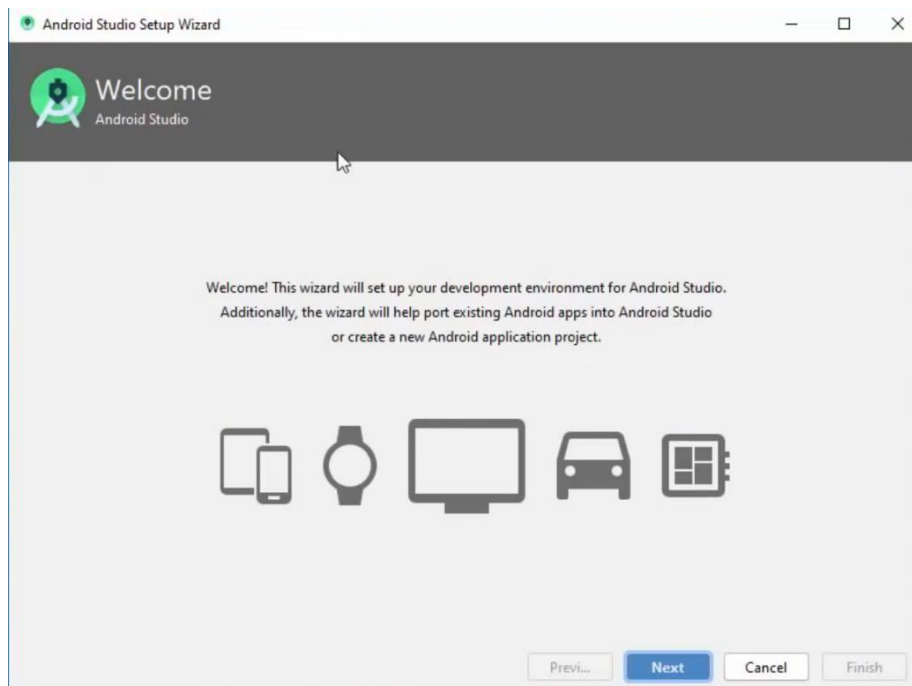 Android Studio Setup Wizard
Welcome
Android Studio
Welcome! This wizard will set up your development environment for Android Studio.
Additionally, the wizard will help port existing Android apps into Android Studio
or create a new Android application project.
Previ... Next Cancel Finish